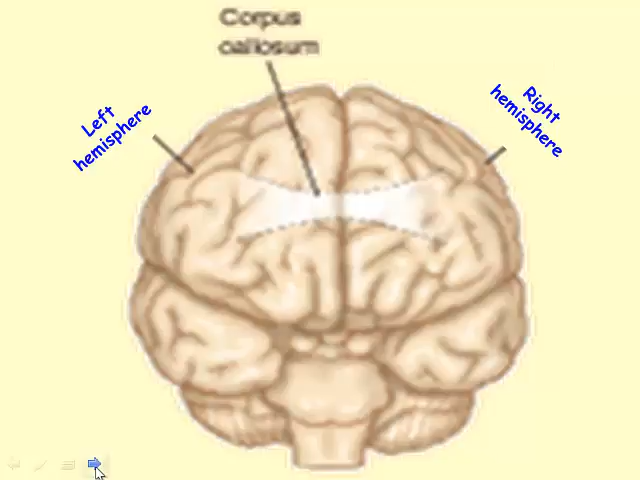 Corpus
callosum
Left
hemisphere
Right
hemisphere